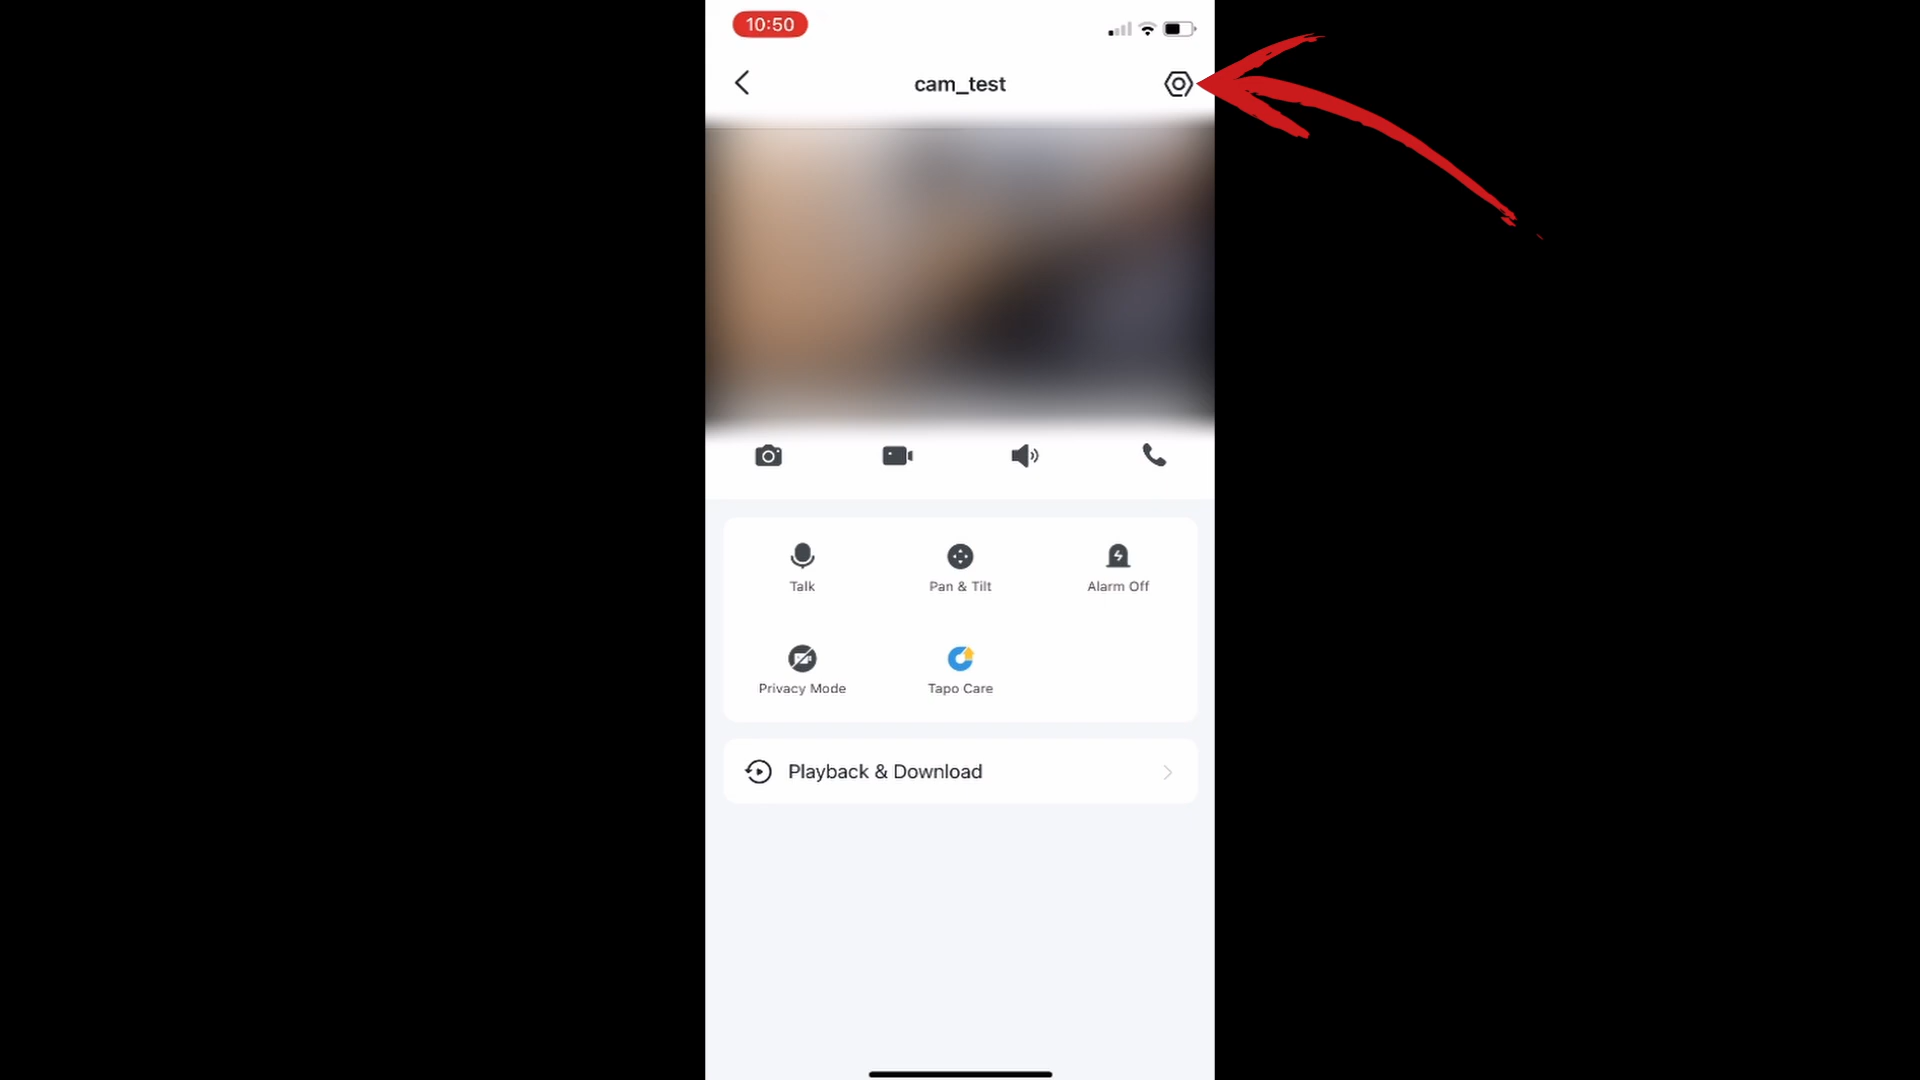 10:50
cam_test
Talk
Pan & Tilt
Alarm Off
Privacy Mode
Tapo Care
Playback & Download